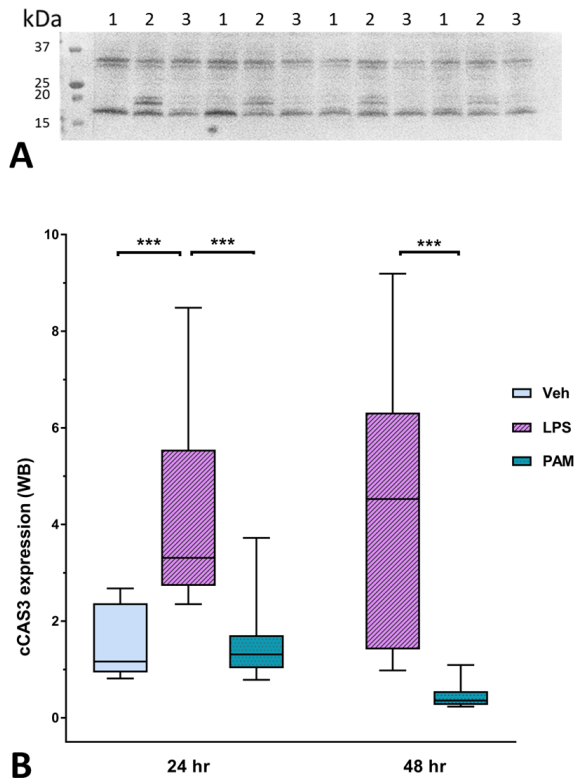 kDa 1 2 3 1 2 3 1 2 3 1 2 3
37
25
20
15
A
10
*** *** ***
8
6
4
2
0
cCAS3 expression (WB)
Veh
LPS
PAM
24 hr 48 hr
B